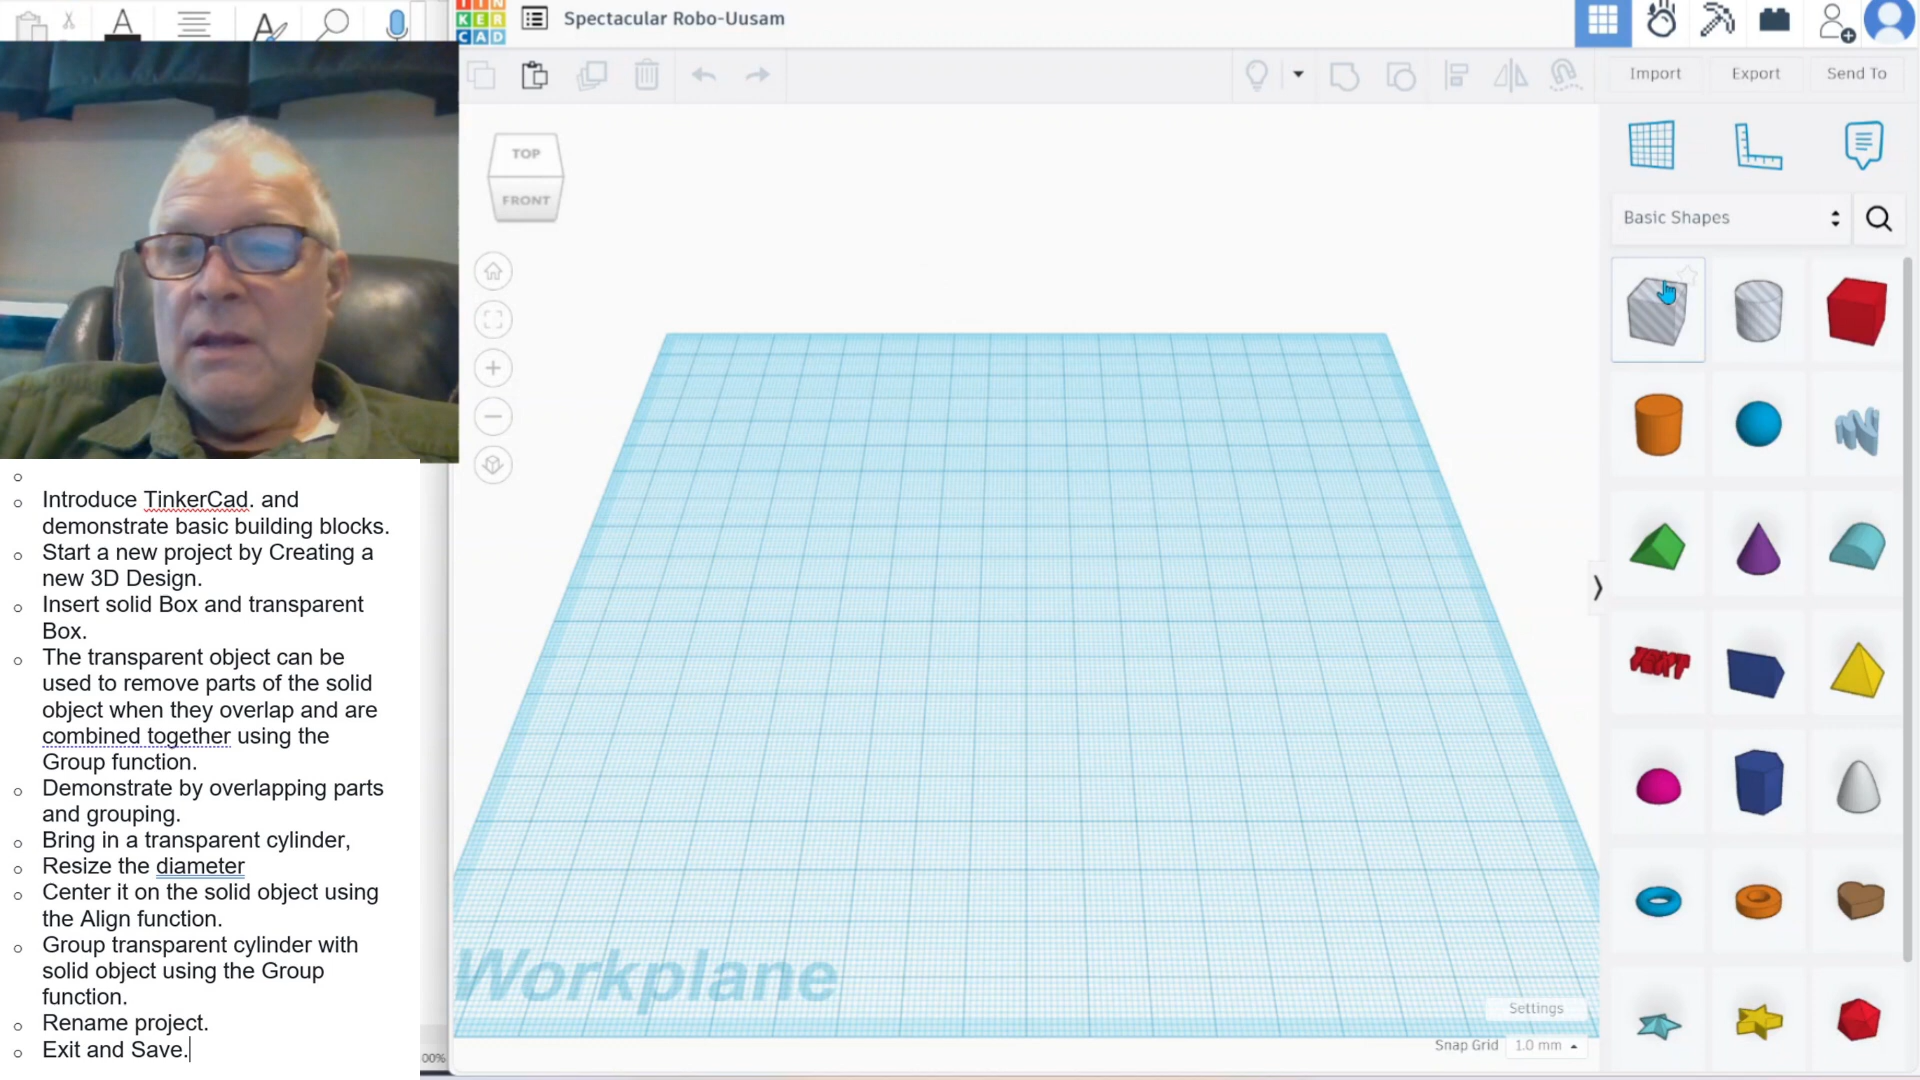 TIN
KER
CAD
Spectacular Robo-Uusam
Import
Export
Send To
TOP
FRONT
Basic Shapes
TEXT
Workplane
Settings
Snap Grid
1.0 mm
Introduce TinkerCad. and
demonstrate basic building blocks.
Start a new project by Creating a
new 3D Design.
Insert solid Box and transparent
Box.
The transparent object can be
used to remove parts of the solid
object when they overlap and are
combined together using the
Group function.
Demonstrate by overlapping parts
and grouping.
Bring in a transparent cylinder,
Resize the diameter
Center it on the solid object using
the Align function.
Group transparent cylinder with
solid object using the Group
function.
Rename project.
Exit and Save.
00%